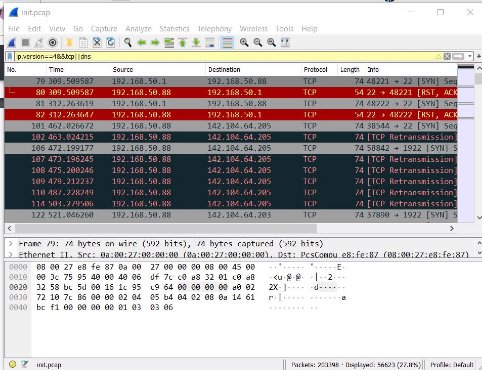 init.pcap
File Edit View Go Capture Analyze Statistics Telephony Wireless Tools Help
p.version==4&&tcp||dns
No. Time Source Destination Protocol Length Info
79 309.509587 192.168.50.1 192.168.50.88 TCP 74 48221 → 22 [SYN] Seq
80 309.509587 192.168.50.88 192.168.50.1 TCP 54 22 → 48221 [RST, ACK
81 312.263619 192.168.50.1 192.168.50.88 TCP 74 48222 → 22 [SYN] Seq
82 312.263647 192.168.50.88 192.168.50.1 TCP 54 22 → 48222 [RST, ACK
101 462.026672 192.168.50.88 142.104.64.205 TCP 74 38544 → 22 [SYN] Seq
102 463.024215 192.168.50.88 142.104.64.205 TCP 74 [TCP Retransmission]
106 472.199177 192.168.50.88 142.104.64.205 TCP 74 58842 → 1922 [SYN] S
107 473.196245 192.168.50.88 142.104.64.205 TCP 74 [TCP Retransmission]
108 475.200246 192.168.50.88 142.104.64.205 TCP 74 [TCP Retransmission]
109 479.212237 192.168.50.88 142.104.64.205 TCP 74 [TCP Retransmission]
110 487.228249 192.168.50.88 142.104.64.205 TCP 74 [TCP Retransmission]
114 503.279506 192.168.50.88 142.104.64.205 TCP 74 [TCP Retransmission]
122 521.046260 192.168.50.88 142.104.64.203 TCP 74 37890 → 1922 [SYN] S
Frame 79: 74 bytes on wire (592 bits), 74 bytes captured (592 bits)
Ethernet II, Src: 0a:00:27:00:00:00 (0a:00:27:00:00:00), Dst: PcsCompu_e8:fe:87 (08:00:27:e8:fe:87)
0000 08 00 27 e8 fe 87 0a 00 27 00 00 00 08 00 45 00
0010 00 3c 75 95 40 00 40 06 df 7c c0 a8 32 01 c0 a8
0020 32 58 bc 5d 00 16 1c 95 c9 64 00 00 00 00 a0 02
0030 72 10 7c 86 00 00 02 04 05 b4 04 02 08 0a 14 61
0040 bc f1 00 00 00 00 01 03 03 06
init.pcap Packets: 203398 · Displayed: 56623 (27.8%) Profile: Default